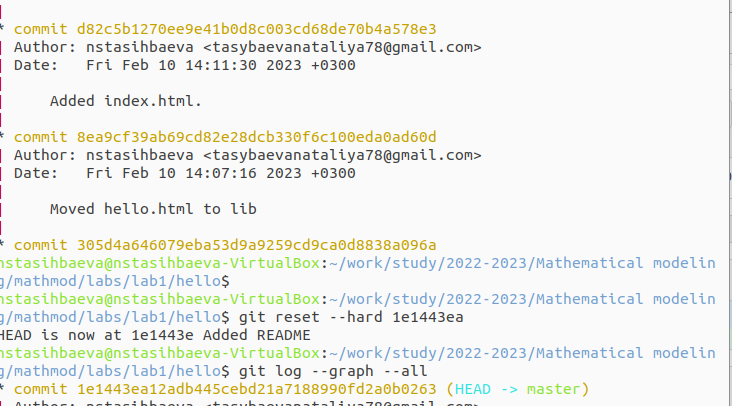 * commit d82c5b1270ee9e41b0d8c003cd68de70b4a578e3
| Author: nstasihbaeva <tasybaevanataliya78@gmail.com>
| Date:   Fri Feb 10 14:11:30 2023 +0300
|
|     Added index.html.
|
* commit 8ea9cf39ab69cd82e28dcb330f6c100eda0ad60d
| Author: nstasihbaeva <tasybaevanataliya78@gmail.com>
| Date:   Fri Feb 10 14:07:16 2023 +0300
|
|     Moved hello.html to lib
|
* commit 305d4a646079eba53d9a9259cd9ca0d8838a096a
nstasihbaeva@nstasihbaeva-VirtualBox:~/work/study/2022-2023/Mathematical modelin
g/mathmod/labs/lab1/hello$
nstasihbaeva@nstasihbaeva-VirtualBox:~/work/study/2022-2023/Mathematical modelin
g/mathmod/labs/lab1/hello$ git reset --hard 1e1443ea
HEAD is now at 1e1443e Added README
nstasihbaeva@nstasihbaeva-VirtualBox:~/work/study/2022-2023/Mathematical modelin
g/mathmod/labs/lab1/hello$ git log --graph --all
* commit 1e1443ea12adb445cebd21a7188990fd2a0b0263 (HEAD -> master)
| Author: nstasihbaeva <tasybaevanataliya78@gmail.com>